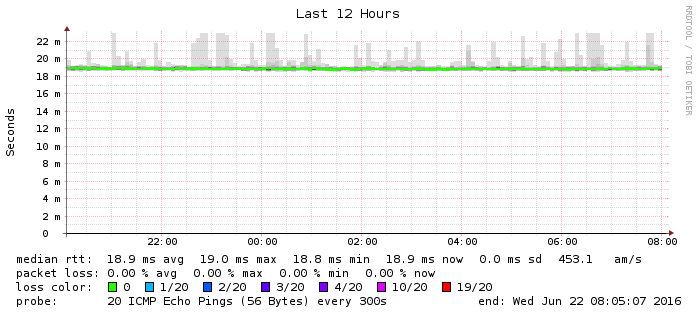 Last 12 Hours
RRDTOOL / TOBI OETIKER
Seconds
22 m
20 m
18 m
16 m
14 m
12 m
10 m
8 m
6 m
4 m
2 m
0
22:00 00:00 02:00 04:00 06:00 08:00
median rtt: 18.9 ms avg 19.0 ms max 18.8 ms min 18.9 ms now 0.0 ms sd 453.1 am/s
packet loss: 0.00 % avg 0.00 % max 0.00 % min 0.00 % now
loss color: 0 1/20 2/20 3/20 4/20 10/20 19/20
probe: 20 ICMP Echo Pings (56 Bytes) every 300s end: Wed Jun 22 08:05:07 2016